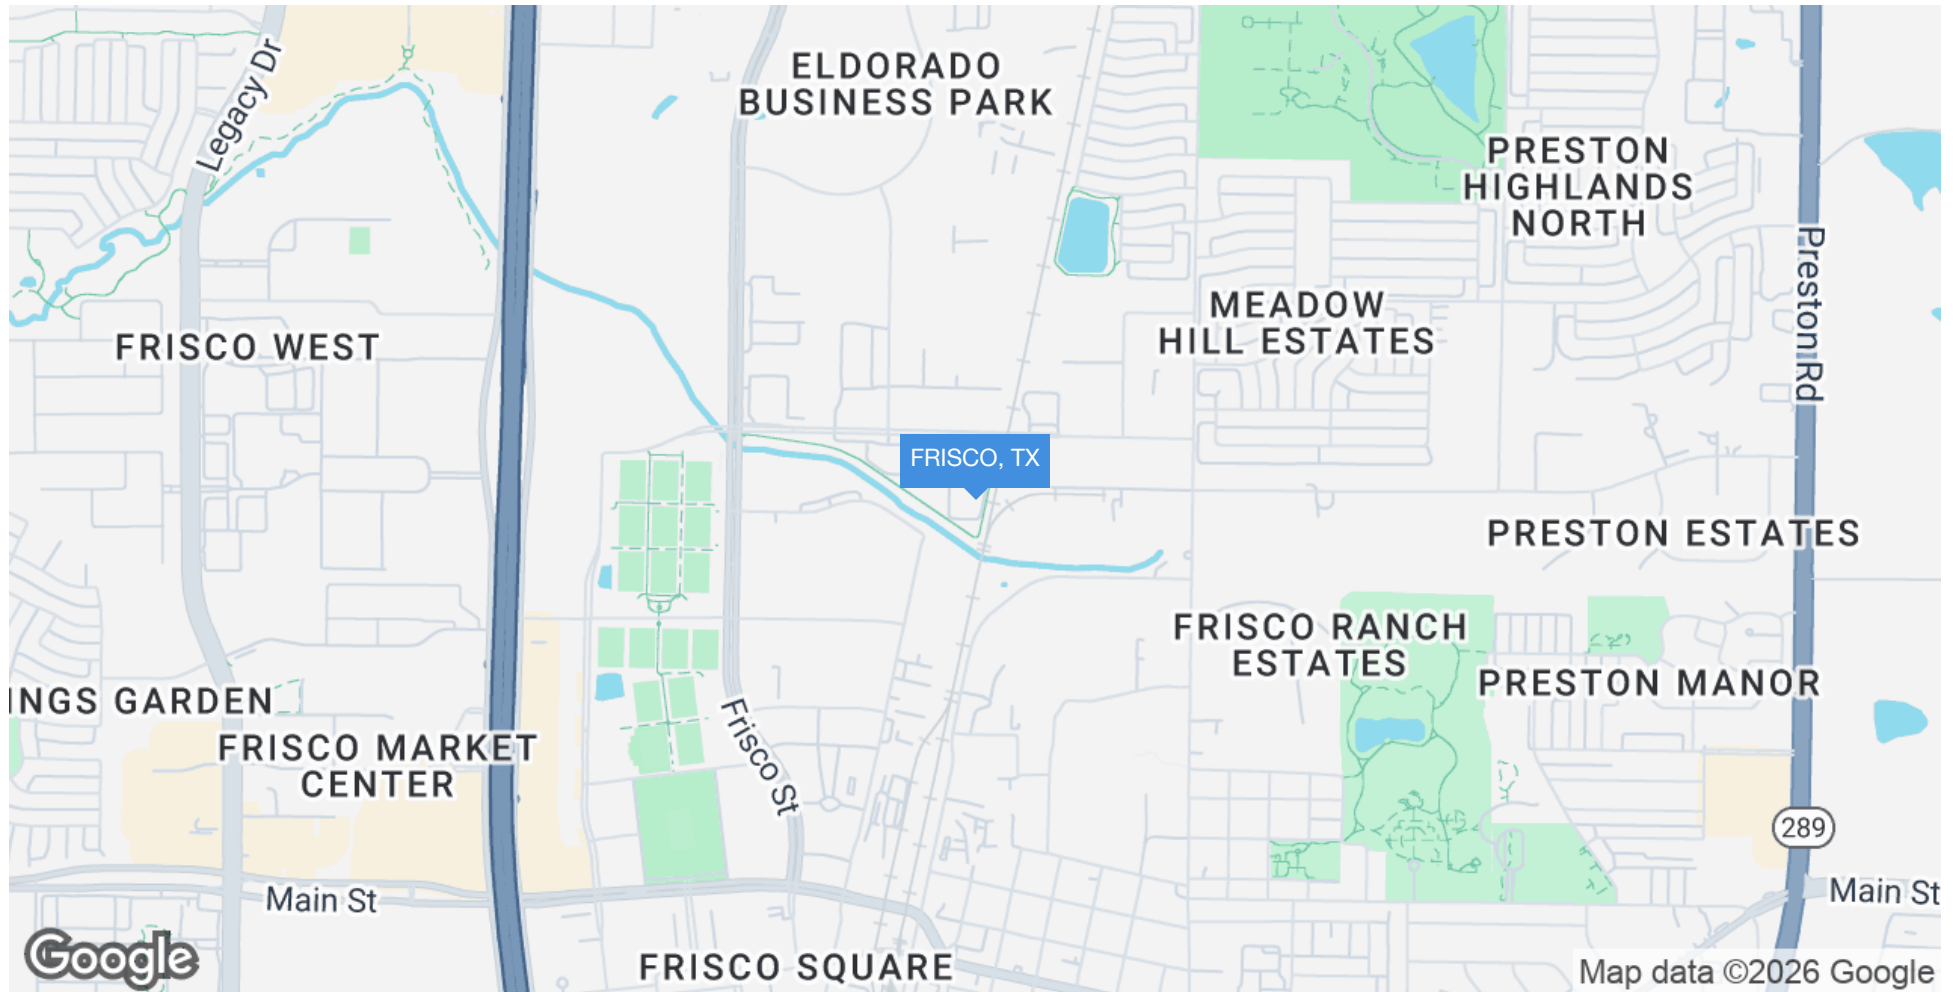 Legacy Dr
ELDORADO
BUSINESS PARK
PRESTON
HIGHLANDS
NORTH
Preston Rd
MEADOW
HILL ESTATES
FRISCO WEST
FRISCO, TX
PRESTON ESTATES
FRISCO RANCH
ESTATES
PRESTON MANOR
INGS GARDEN
FRISCO MARKET
CENTER
Frisco St
289
Main St
Main St
FRISCO SQUARE
Google
Map data ©2026 Google